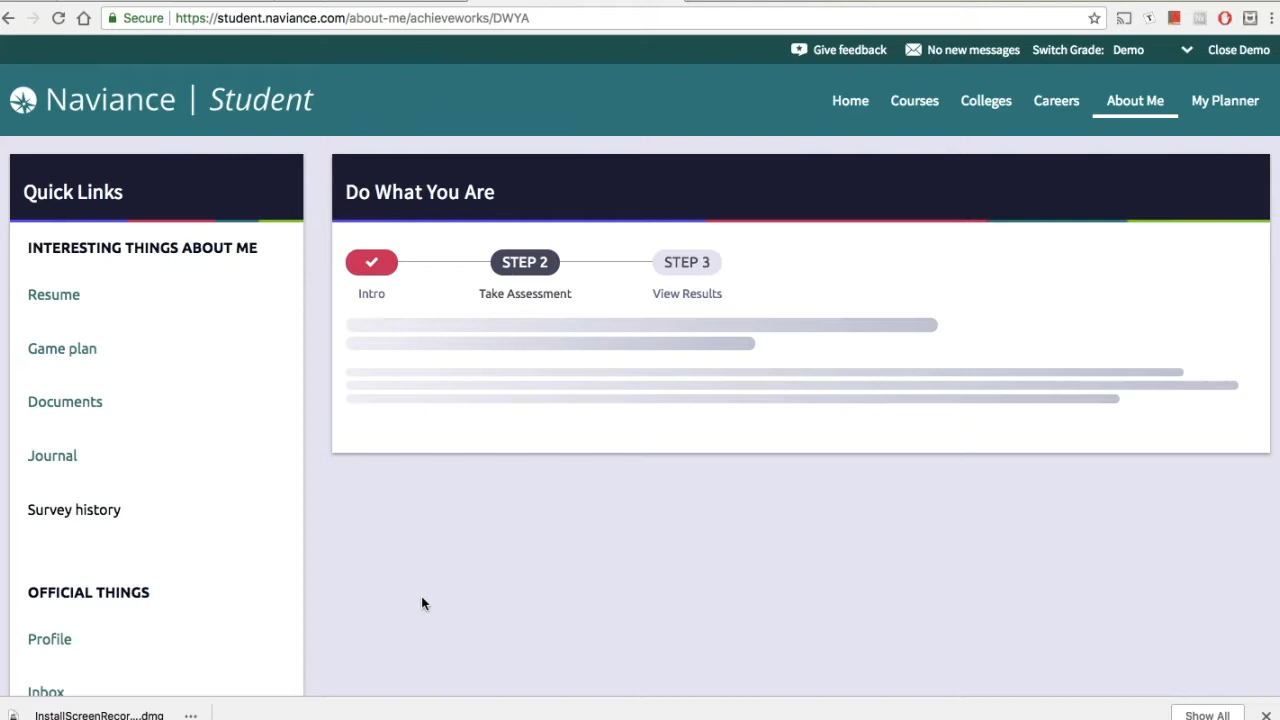 Secure https://student.naviance.com/about-me/achieveworks/DWYA
Give feedback No new messages Switch Grade: Demo Close Demo
Naviance | Student
Home Courses Colleges Careers About Me My Planner
Quick Links
INTERESTING THINGS ABOUT ME
Resume
Game plan
Documents
Journal
Survey history
OFFICIAL THINGS
Profile
Inbox
Do What You Are
STEP 2 STEP 3
Intro Take Assessment View Results
InstallScreenRecor....dmg Show All